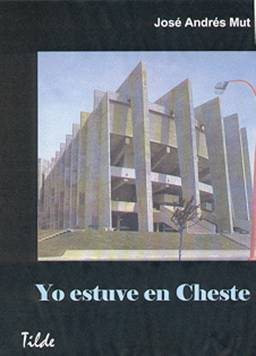 José Andrés Mut
Yo estuve en Cheste
Tilde